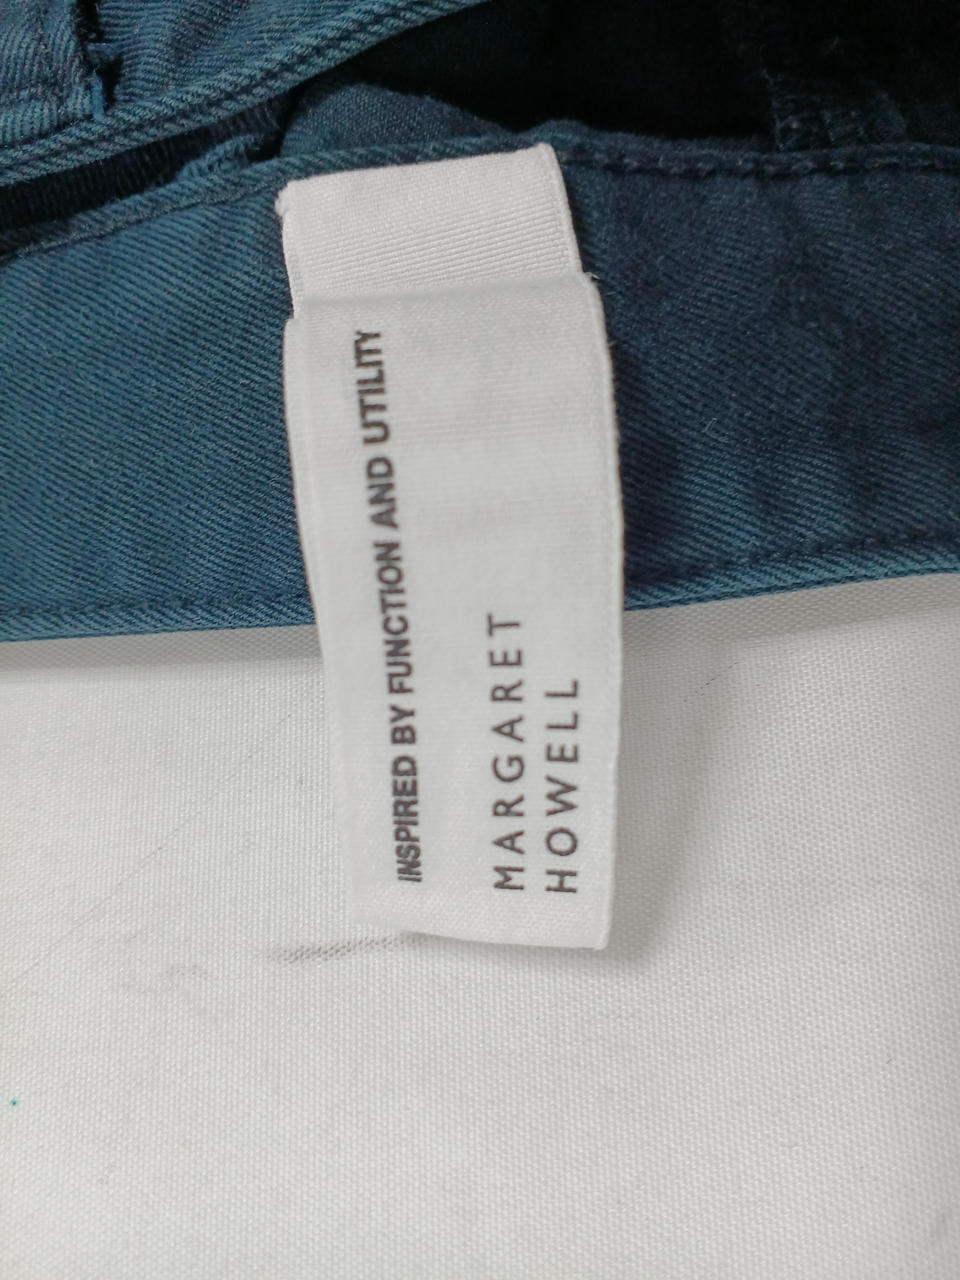 INSPIRED BY FUNCTION AND UTILITY
MARGARET
HOWELL